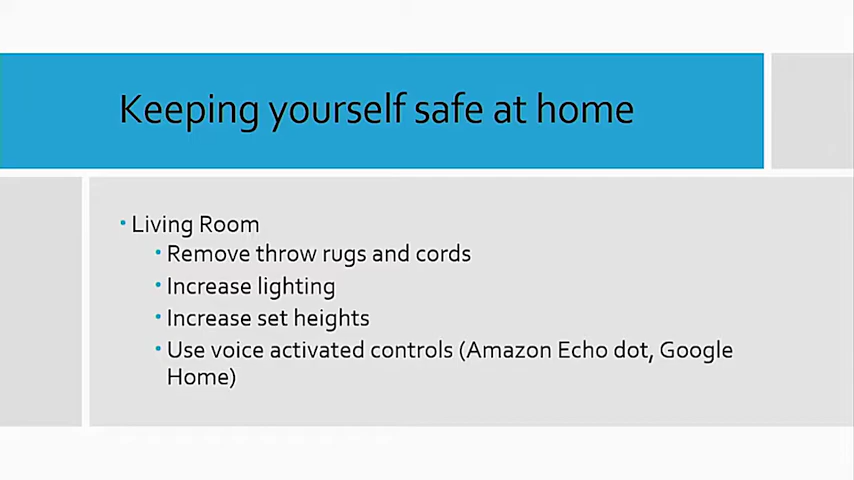 Keeping yourself safe at home
• Living Room
• Remove throw rugs and cords
• Increase lighting
• Increase set heights
• Use voice activated controls (Amazon Echo dot, Google
Home)